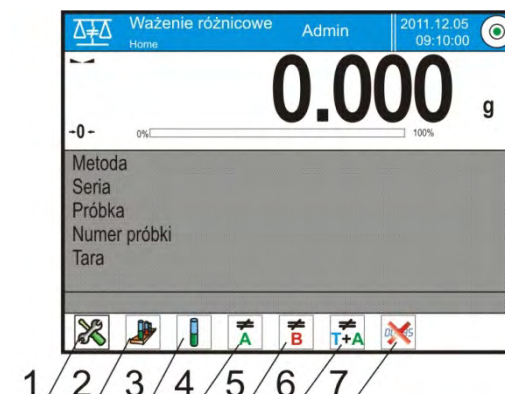 Ważenie różnicowe Admin 2011.12.05
Home 09:10:00
0.000 g
→0←
0% 100%
Metoda
Seria
Próbka
Numer próbki
Tara
A B T+A
1 2 3 4 5 6 7